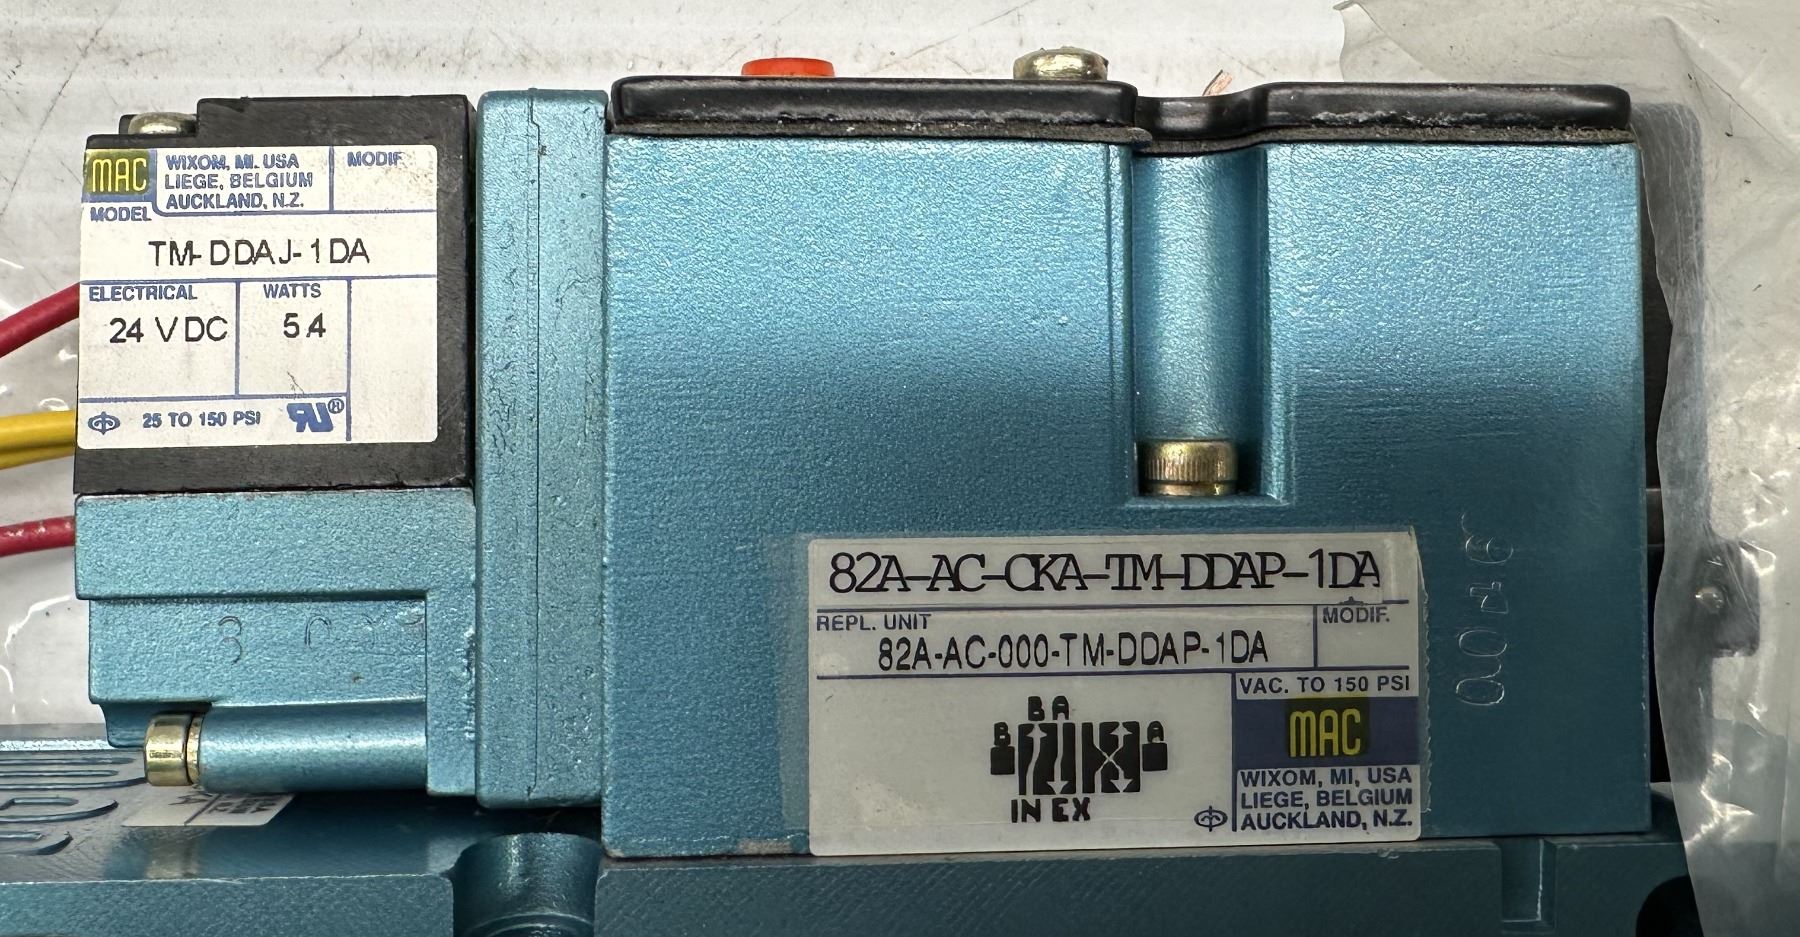 MAC
WIXOM, MI. USA
LIEGE, BELGIUM
AUCKLAND, N.Z.
MODIF.
MODEL
TM-DDAJ-1DA
ELECTRICAL
24 VDC
WATTS
5.4
25 TO 150 PSI
82A-AC-CKA-TM-DDAP-1DA
REPL. UNIT
82A-AC-000-TM-DDAP-1DA
MODIF.
B A
B A
IN EX
VAC. TO 150 PSI
MAC
WIXOM, MI, USA
LIEGE, BELGIUM
AUCKLAND, N.Z.